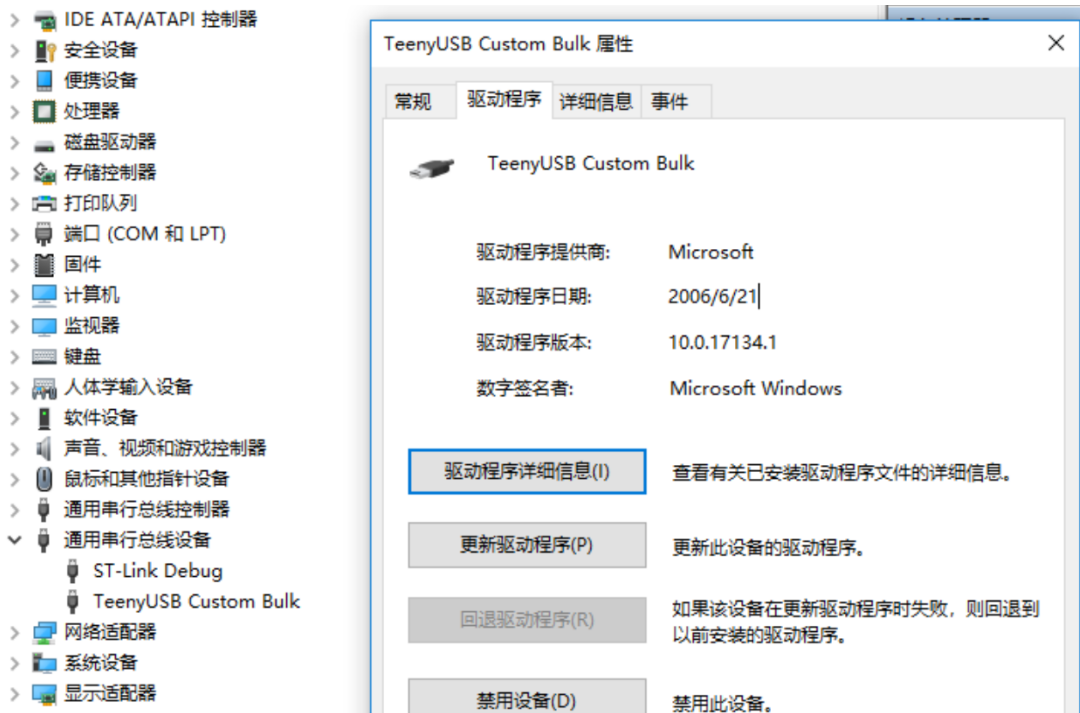 IDE ATA/ATAPI 控制器
安全设备
便携设备
处理器
磁盘驱动器
存储控制器
打印队列
端口 (COM 和 LPT)
固件
计算机
监视器
键盘
人体学输入设备
软件设备
声音、视频和游戏控制器
鼠标和其他指针设备
通用串行总线控制器
通用串行总线设备
ST-Link Debug
TeenyUSB Custom Bulk
网络适配器
系统设备
显示适配器
TeenyUSB Custom Bulk 属性
常规 驱动程序 详细信息 事件
TeenyUSB Custom Bulk
驱动程序提供商: Microsoft
驱动程序日期: 2006/6/21
驱动程序版本: 10.0.17134.1
数字签名者: Microsoft Windows
驱动程序详细信息(I) 查看有关已安装驱动程序文件的详细信息。
更新驱动程序(P) 更新此设备的驱动程序。
回退驱动程序(R) 如果该设备在更新驱动程序时失败，则回退到
以前安装的驱动程序。
禁用设备(D) 禁用此设备。